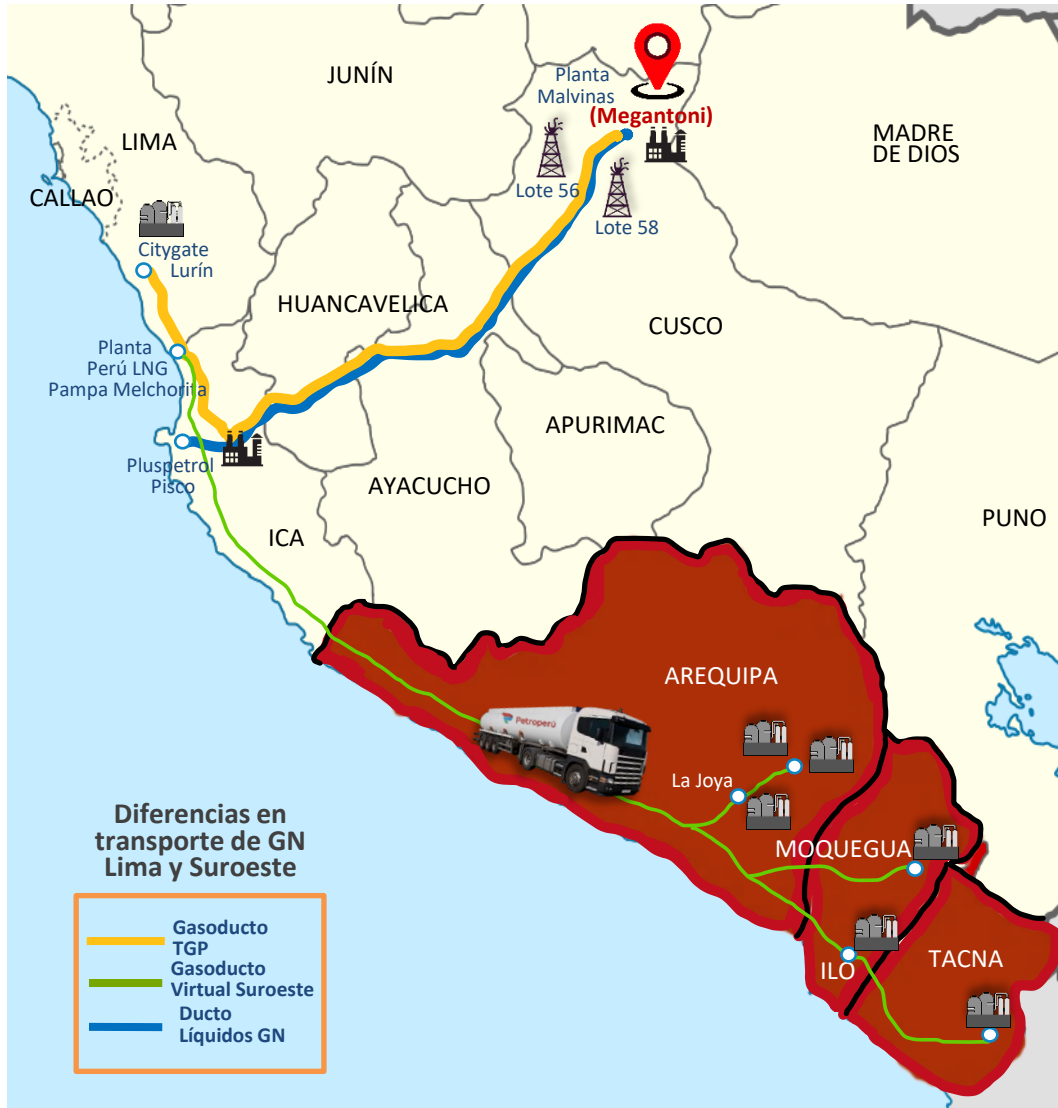 JUNÍN
Planta
Malvinas
(Megantoni)
MADRE
DE DIOS
LIMA
CALLAO
Lote 56
Lote 58
Citygate
Lurín
HUANCAVELICA
CUSCO
Planta
Perú LNG
Pampa Melchorita
APURIMAC
Pluspetrol
Pisco
AYACUCHO
ICA
PUNO
AREQUIPA
Petroperú
La Joya
MOQUEGUA
ILO
TACNA
Diferencias en
transporte de GN
Lima y Suroeste
Gasoducto
TGP
Gasoducto
Virtual Suroeste
Ducto
Líquidos GN